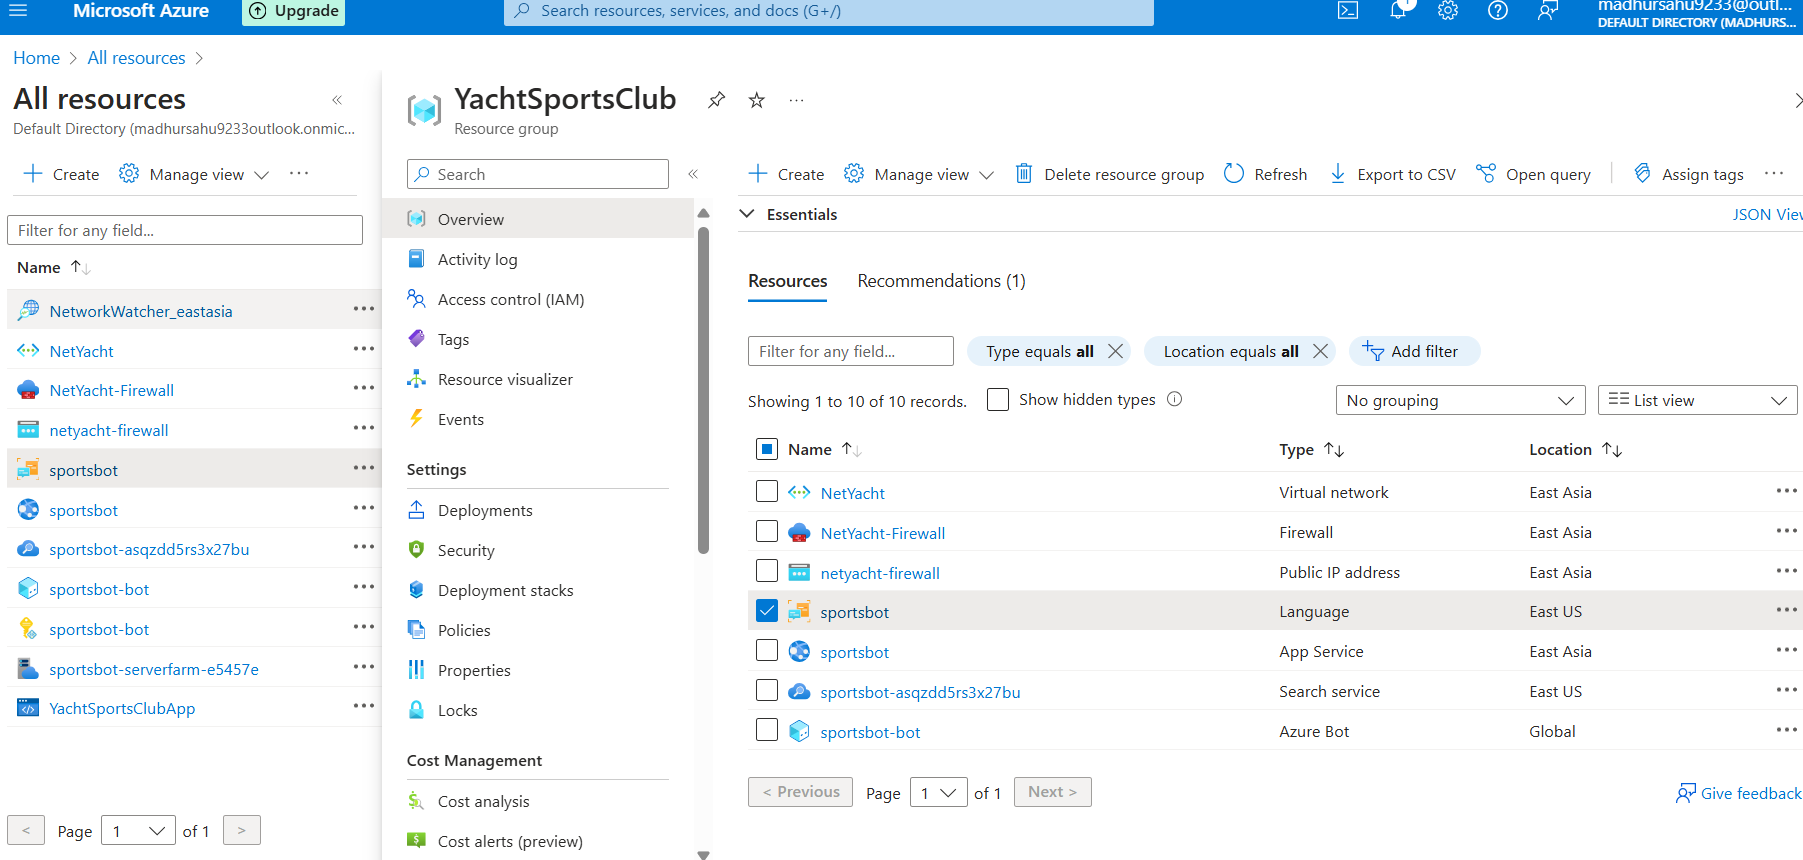 Microsoft Azure
Upgrade
Search resources, services, and docs (G+/)
1
madhursahu9233@outl...
DEFAULT DIRECTORY (MADHURS...
Home > All resources >
All resources «
Default Directory (madhursahu9233outlook.onmic...
Create Manage view ...
Filter for any field...
Name ↑↓
NetworkWatcher_eastasia ...
NetYacht ...
NetYacht-Firewall ...
netyacht-firewall ...
sportsbot ...
sportsbot ...
sportsbot-asqzdd5rs3x27bu ...
sportsbot-bot ...
sportsbot-bot ...
sportsbot-serverfarm-e5457e ...
YachtSportsClubApp ...
< Page 1 of 1 >
YachtSportsClub ...
Resource group
Search «
Overview
Activity log
Access control (IAM)
Tags
Resource visualizer
Events
Settings
Deployments
Security
Deployment stacks
Policies
Properties
Locks
Cost Management
Cost analysis
Cost alerts (preview)
Create Manage view Delete resource group Refresh Export to CSV Open query Assign tags ...
Essentials JSON View
Resources Recommendations (1)
Filter for any field... Type equals all Location equals all Add filter
Showing 1 to 10 of 10 records. Show hidden types No grouping List view
Name ↑↓ Type ↑↓ Location ↑↓
NetYacht Virtual network East Asia ...
NetYacht-Firewall Firewall East Asia ...
netyacht-firewall Public IP address East Asia ...
sportsbot Language East US ...
sportsbot App Service East Asia ...
sportsbot-asqzdd5rs3x27bu Search service East US ...
sportsbot-bot Azure Bot Global ...
< Previous Page 1 of 1 Next >
Give feedback